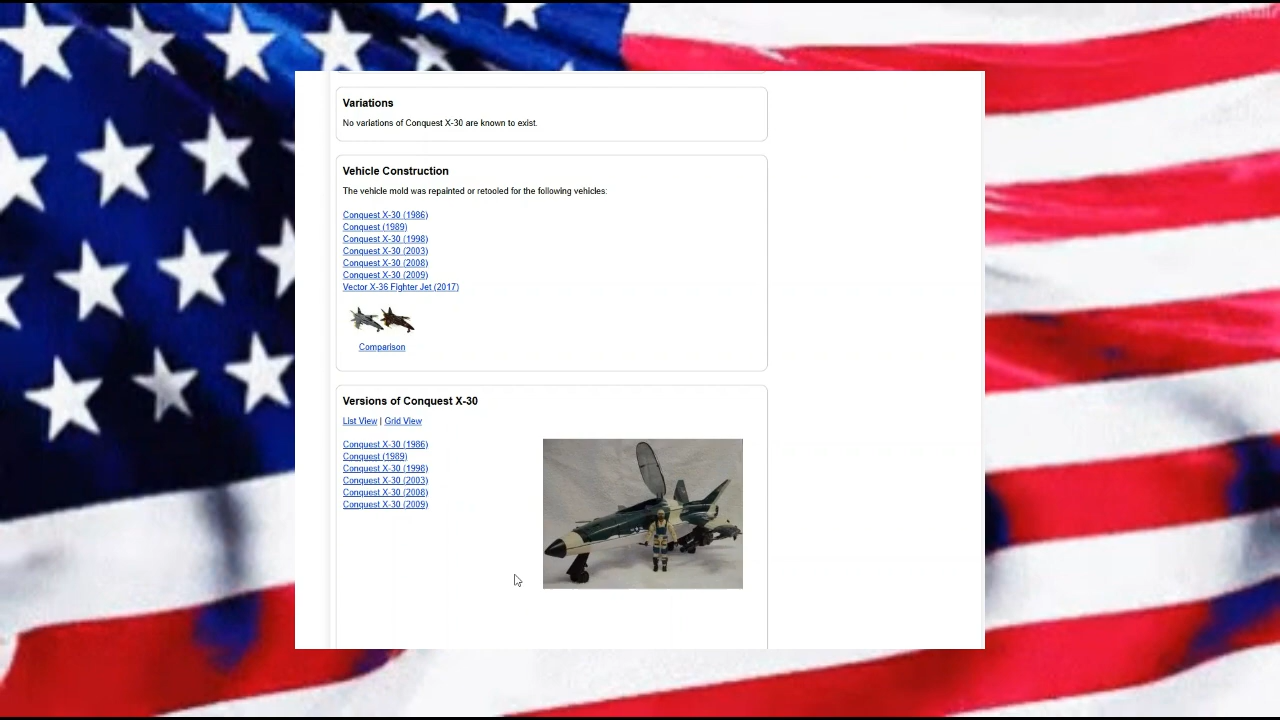 Variations
No variations of Conquest X-30 are known to exist.
Vehicle Construction
The vehicle mold was repainted or retooled for the following vehicles:
Conquest X-30 (1986)
Conquest (1989)
Conquest X-30 (1998)
Conquest X-30 (2003)
Conquest X-30 (2008)
Conquest X-30 (2009)
Vector X-36 Fighter Jet (2017)
Comparison
Versions of Conquest X-30
List View | Grid View
Conquest X-30 (1986)
Conquest (1989)
Conquest X-30 (1998)
Conquest X-30 (2003)
Conquest X-30 (2008)
Conquest X-30 (2009)